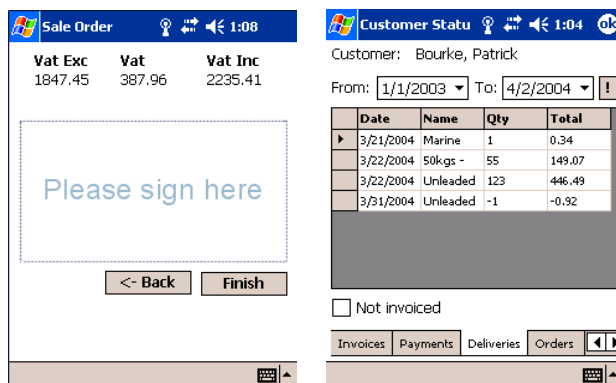 Sale Order 1:08
Vat Exc Vat Vat Inc
1847.45 387.96 2235.41
Please sign here
<- Back Finish
Customer Statu 1:04 ok
Customer: Bourke, Patrick
From: 1/1/2003 To: 4/2/2004 !
Date Name Qty Total
3/21/2004 Marine 1 0.34
3/22/2004 50kgs - 55 149.07
3/22/2004 Unleaded 123 446.49
3/31/2004 Unleaded -1 -0.92
Not invoiced
Invoices Payments Deliveries Orders